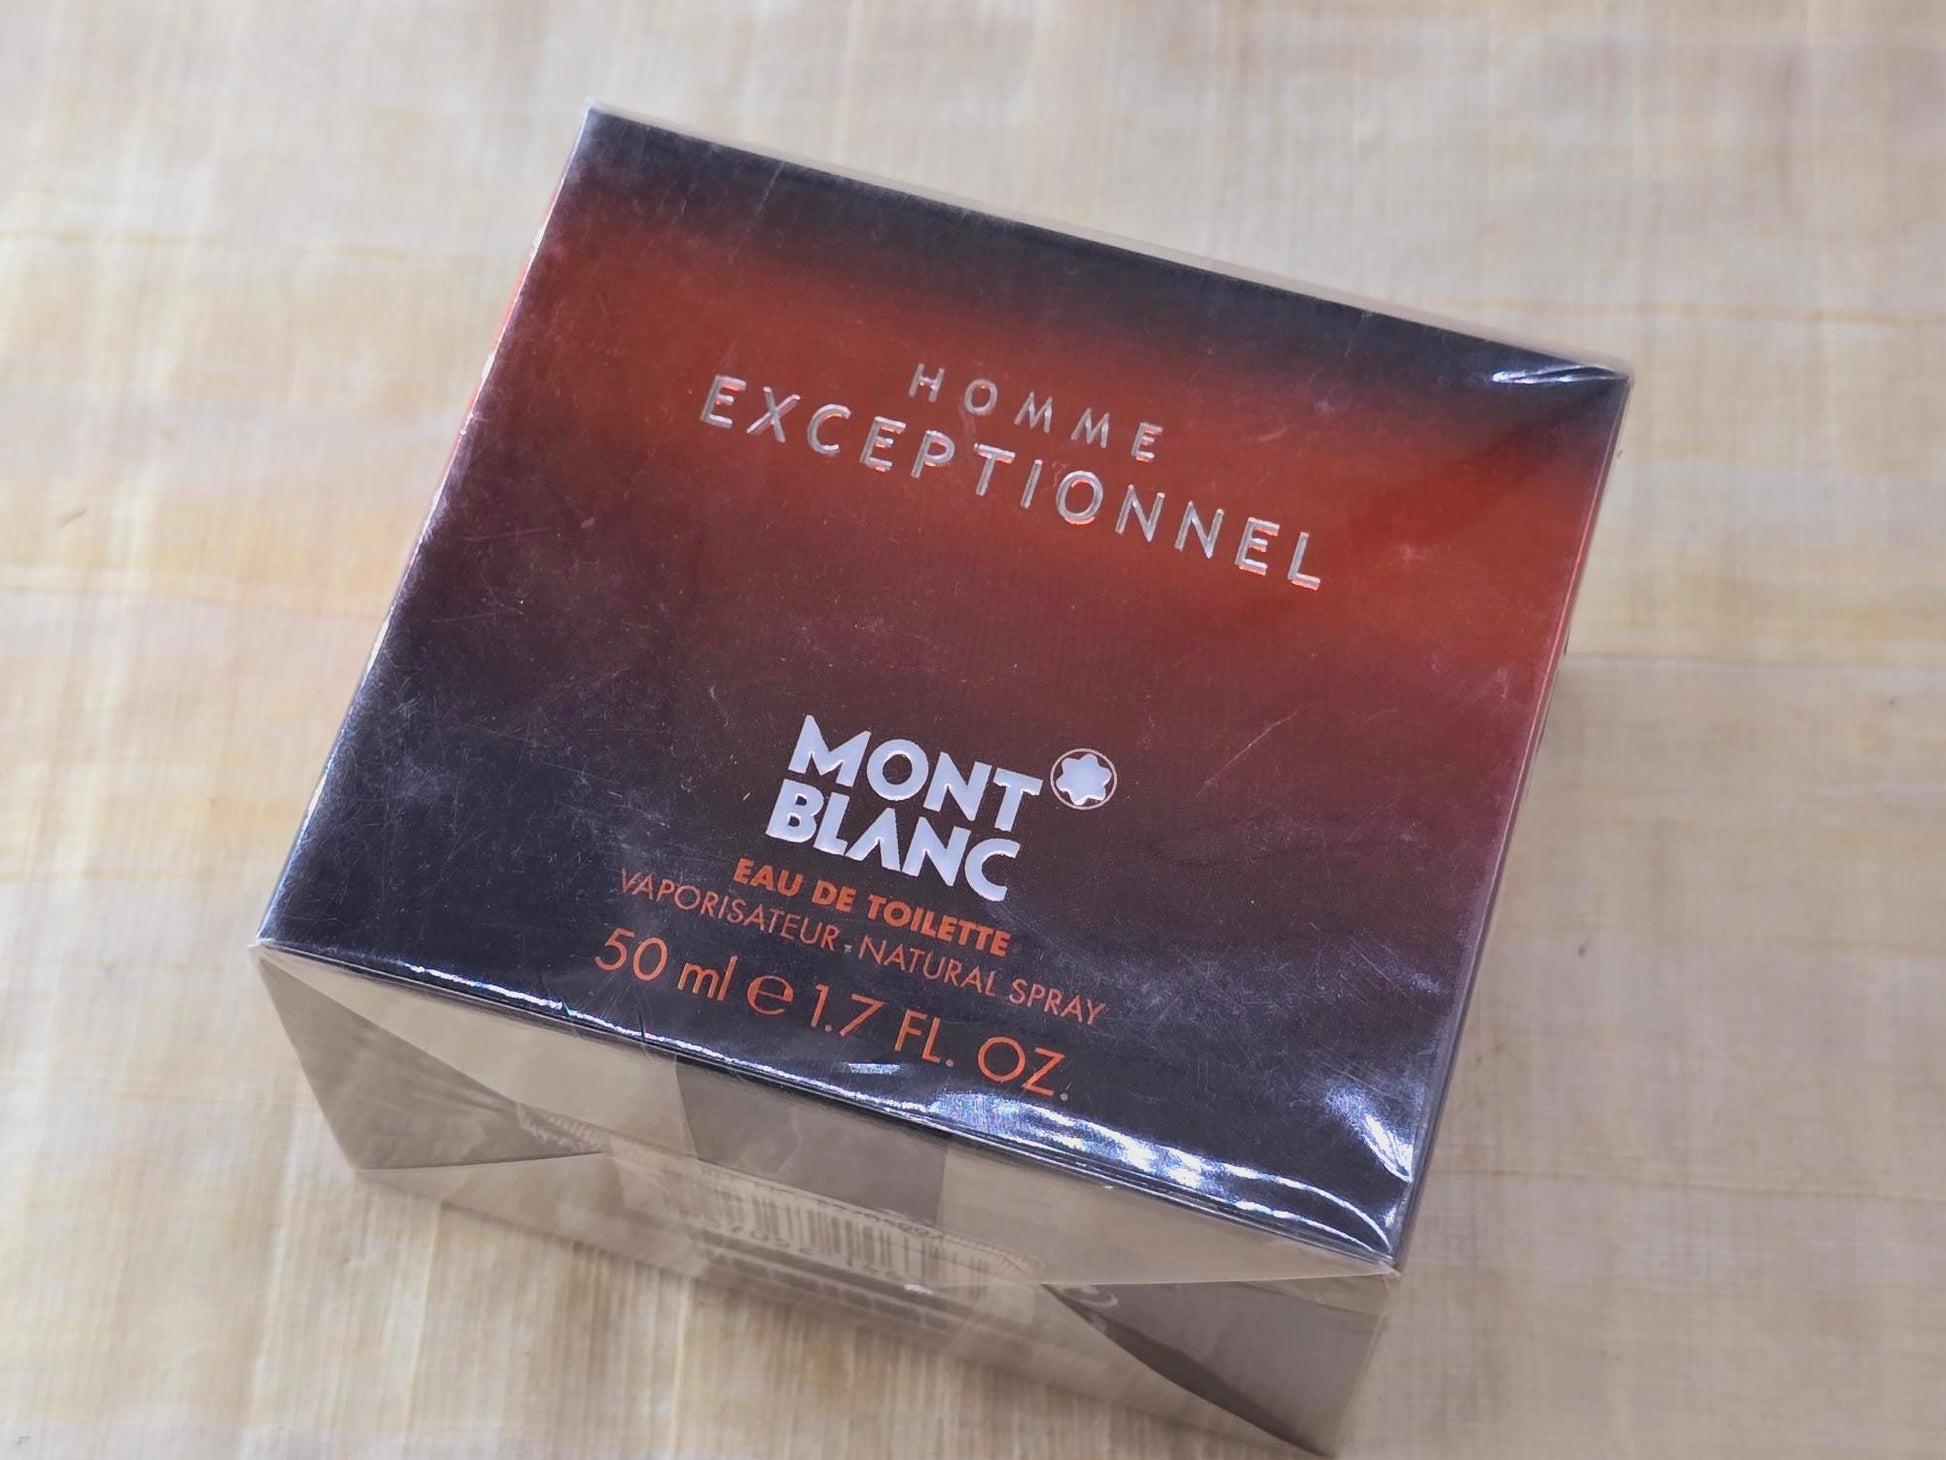 HOMME
EXCEPTIONNEL
MONT
BLANC
EAU DE TOILETTE
VAPORISATEUR-NATURAL SPRAY
50 ml ℮ 1.7 FL. OZ.